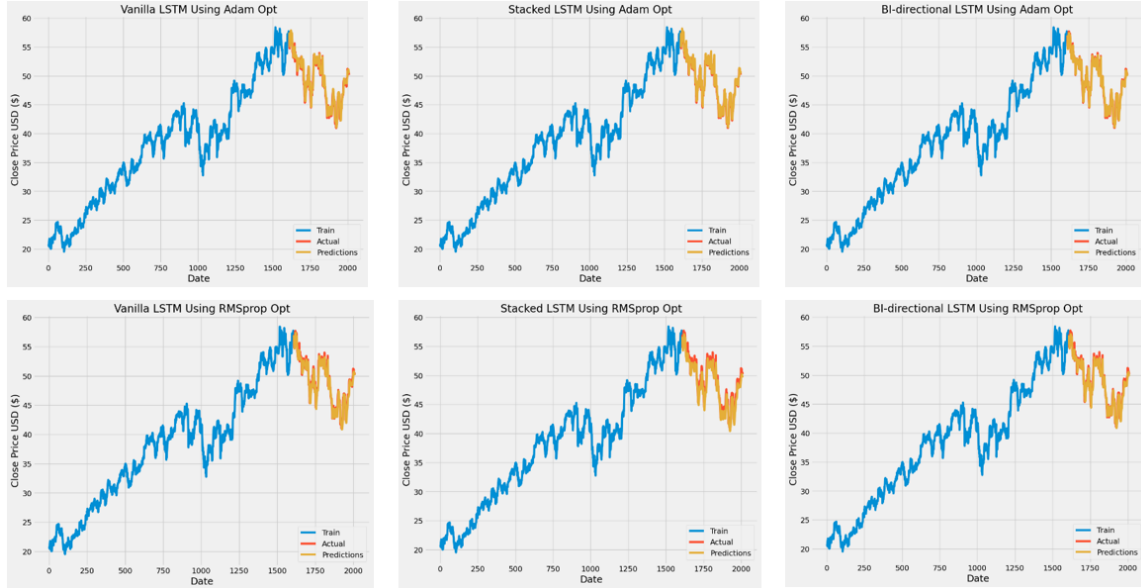 Vanilla LSTM Using Adam Opt
60
55
50
45
40
35
30
25
20
Close Price USD ($)
Train
Actual
Predictions
0 250 500 750 1000 1250 1500 1750 2000
Date
Stacked LSTM Using Adam Opt
60
55
50
45
40
35
30
25
20
Close Price USD ($)
Train
Actual
Predictions
0 250 500 750 1000 1250 1500 1750 2000
Date
BI-directional LSTM Using Adam Opt
60
55
50
45
40
35
30
25
20
Close Price USD ($)
Train
Actual
Predictions
0 250 500 750 1000 1250 1500 1750 2000
Date
Vanilla LSTM Using RMSprop Opt
60
55
50
45
40
35
30
25
20
Close Price USD ($)
Train
Actual
Predictions
0 250 500 750 1000 1250 1500 1750 2000
Date
Stacked LSTM Using RMSprop Opt
60
55
50
45
40
35
30
25
20
Close Price USD ($)
Train
Actual
Predictions
0 250 500 750 1000 1250 1500 1750 2000
Date
BI-directional LSTM Using RMSprop Opt
60
55
50
45
40
35
30
25
20
Close Price USD ($)
Train
Actual
Predictions
0 250 500 750 1000 1250 1500 1750 2000
Date